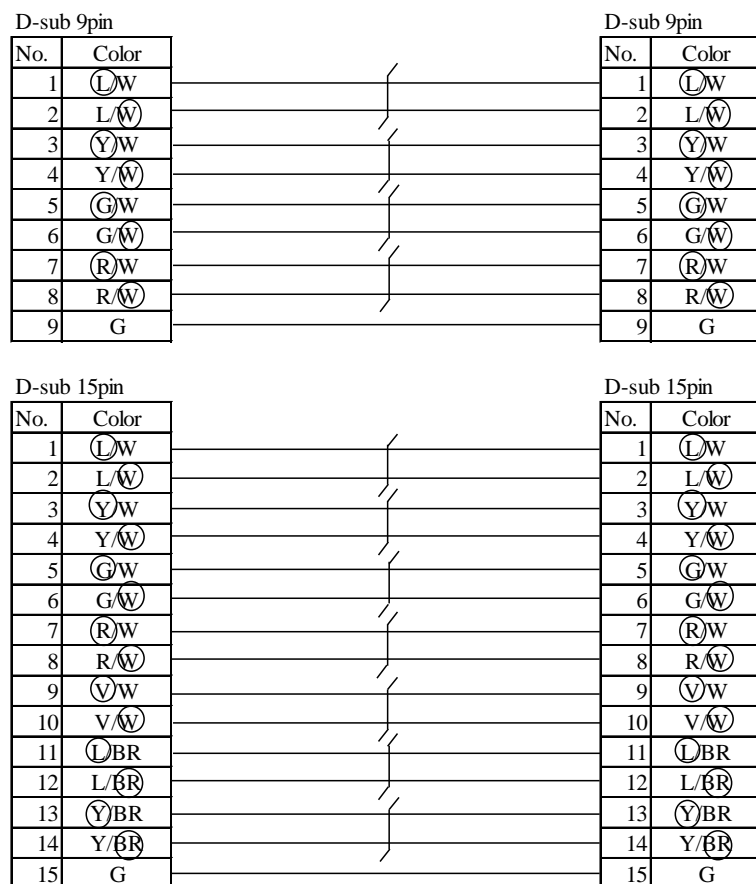 D-sub 9pin D-sub 9pin
No. Color No. Color
1 L/W 1 L/W
2 L/W 2 L/W
3 Y/W 3 Y/W
4 Y/W 4 Y/W
5 G/W 5 G/W
6 G/W 6 G/W
7 R/W 7 R/W
8 R/W 8 R/W
9 G 9 G
D-sub 15pin D-sub 15pin
No. Color No. Color
1 L/W 1 L/W
2 L/W 2 L/W
3 Y/W 3 Y/W
4 Y/W 4 Y/W
5 G/W 5 G/W
6 G/W 6 G/W
7 R/W 7 R/W
8 R/W 8 R/W
9 V/W 9 V/W
10 V/W 10 V/W
11 L/BR 11 L/BR
12 L/BR 12 L/BR
13 Y/BR 13 Y/BR
14 Y/BR 14 Y/BR
15 G 15 G